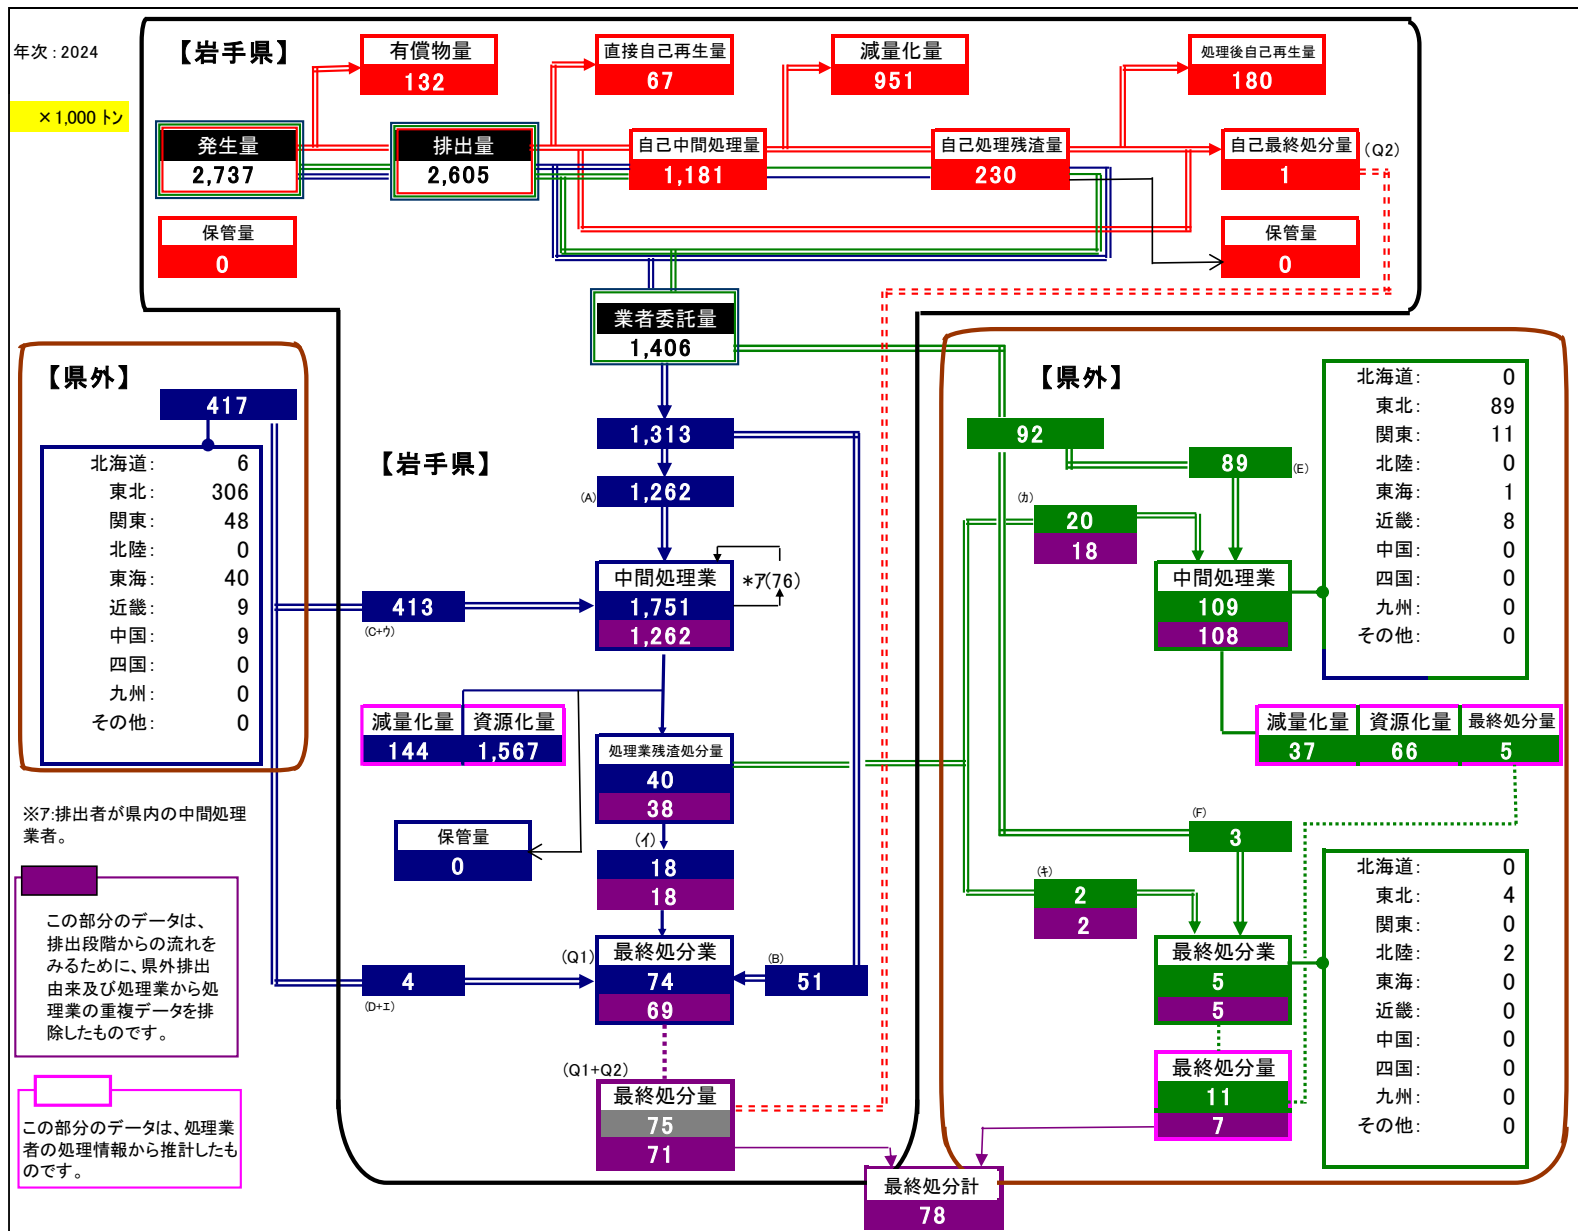 年次：2024
×1,000 トン
【岩手県】
有償物量
132
直接自己再生量
67
減量化量
951
処理後自己再生量
180
発生量
2,737
排出量
2,605
自己中間処理量
1,181
自己処理残渣量
230
自己最終処分量
1
(Q2)
保管量
0
保管量
0
業者委託量
1,406
【県外】
417
北海道： 6
東北： 306
関東： 48
北陸： 0
東海： 40
近畿： 9
中国： 9
四国： 0
九州： 0
その他： 0
【岩手県】
1,313
(A)
1,262
中間処理業
1,751
1,262
*ア(76)
413
(C+ウ)
減量化量
144
資源化量
1,567
処理業残渣処分量
40
38
保管量
0
(イ)
18
18
(Q1)
最終処分業
74
69
(B)
51
4
(D+エ)
(Q1+Q2)
最終処分量
75
71
【県外】
92
89
(E)
(カ)
20
18
中間処理業
109
108
北海道： 0
東北： 89
関東： 11
北陸： 0
東海： 1
近畿： 8
中国： 0
四国： 0
九州： 0
その他： 0
減量化量
37
資源化量
66
最終処分量
5
(F)
3
(キ)
2
2
最終処分業
5
5
最終処分量
11
7
北海道： 0
東北： 4
関東： 0
北陸： 2
東海： 0
近畿： 0
中国： 0
四国： 0
九州： 0
その他： 0
最終処分計
78
※ア:排出者が県内の中間処理
業者。
この部分のデータは、
排出段階からの流れを
みるために、県外排出
由来及び処理業から処
理業の重複データを排
除したものです。
この部分のデータは、処理業
者の処理情報から推計したも
のです。